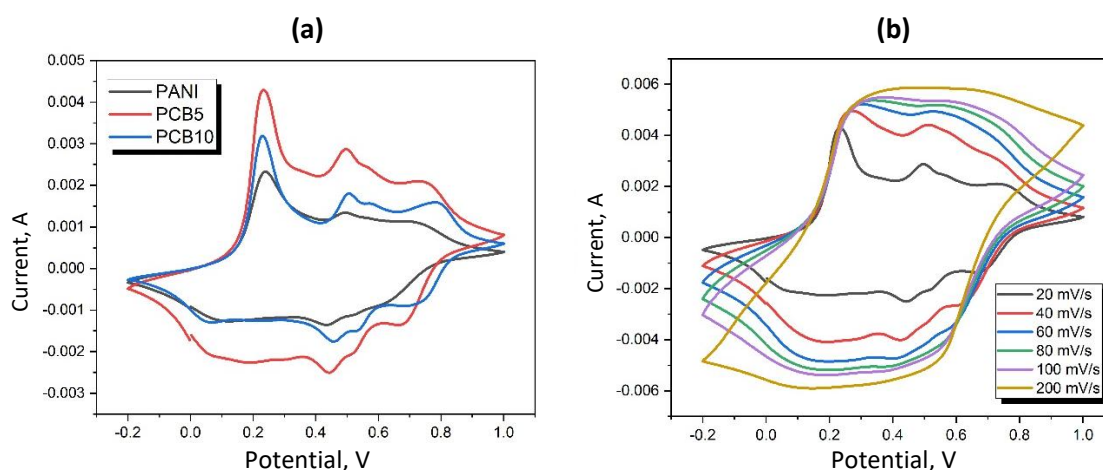 (a)
0.005
0.004
0.003
0.002
0.001
0.000
-0.001
-0.002
-0.003
Current, A
PANI
PCB5
PCB10
-0.2 0.0 0.2 0.4 0.6 0.8 1.0
Potential, V
(b)
0.006
0.004
0.002
0.000
-0.002
-0.004
-0.006
Current, A
20 mV/s
40 mV/s
60 mV/s
80 mV/s
100 mV/s
200 mV/s
-0.2 0.0 0.2 0.4 0.6 0.8 1.0
Potential, V